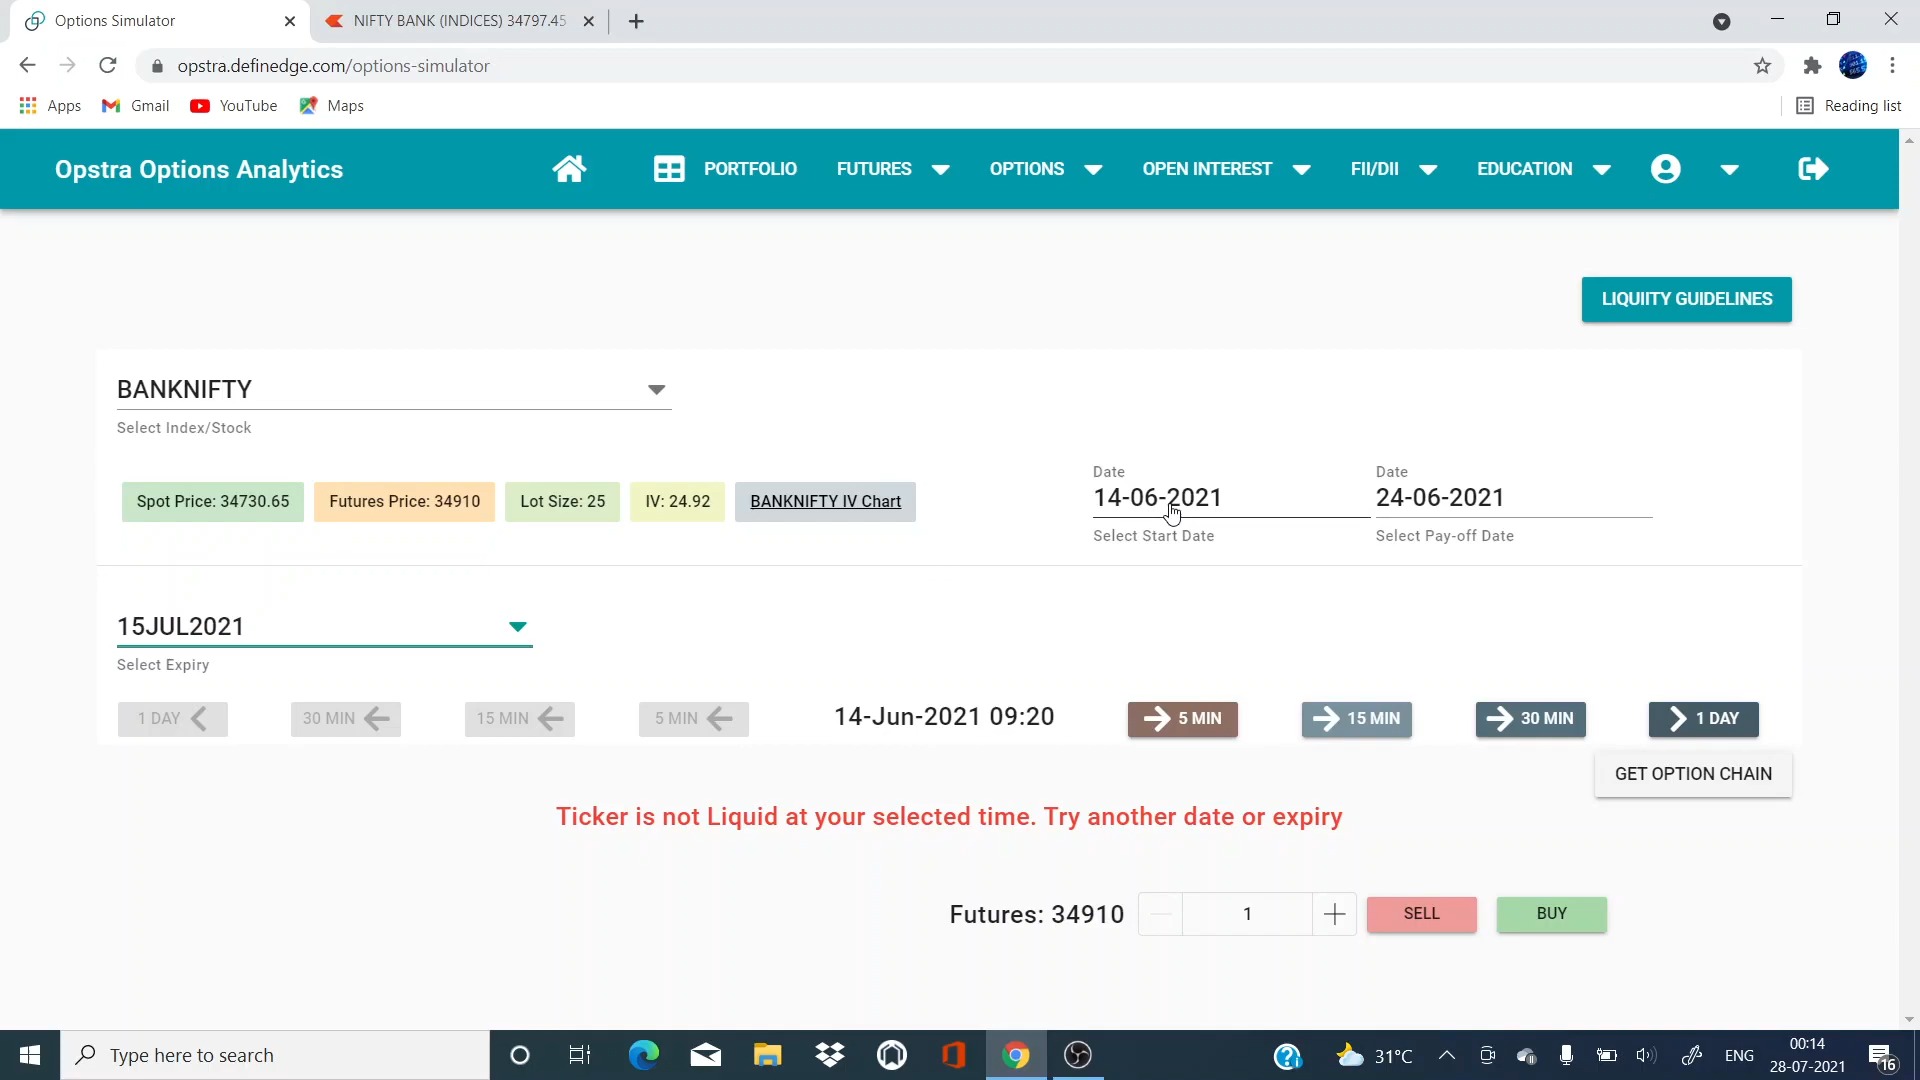 Options Simulator
NIFTY BANK (INDICES) 34797.45
opstra.definedge.com/options-simulator
Apps
Gmail
YouTube
Maps
Reading list
Opstra Options Analytics
PORTFOLIO
FUTURES
OPTIONS
OPEN INTEREST
FII/DII
EDUCATION
LIQUIITY GUIDELINES
BANKNIFTY
Select Index/Stock
Spot Price: 34730.65
Futures Price: 34910
Lot Size: 25
IV: 24.92
BANKNIFTY IV Chart
Date
14-06-2021
Select Start Date
Date
24-06-2021
Select Pay-off Date
15JUL2021
Select Expiry
1 DAY
30 MIN
15 MIN
5 MIN
14-Jun-2021 09:20
5 MIN
15 MIN
30 MIN
1 DAY
GET OPTION CHAIN
Ticker is not Liquid at your selected time. Try another date or expiry
Futures: 34910
1
SELL
BUY
Type here to search
31°C
ENG
00:14
28-07-2021
16